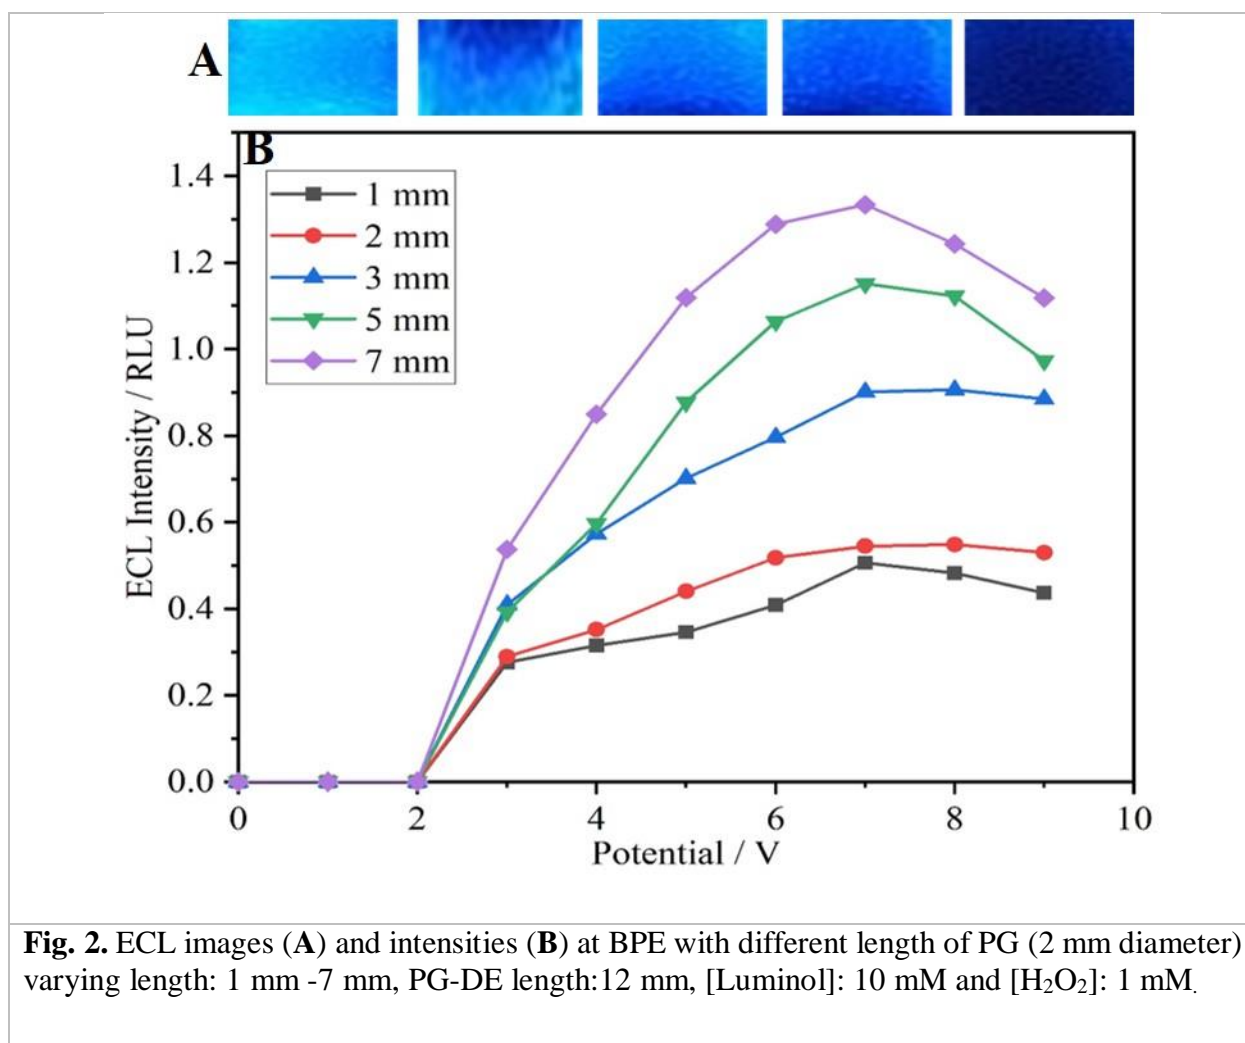 A
B
1 mm
2 mm
3 mm
5 mm
7 mm
1.4
1.2
1.0
0.8
0.6
0.4
0.2
0.0
ECL Intensity / RLU
0 2 4 6 8 10
Potential / V
Fig. 2. ECL images (A) and intensities (B) at BPE with different length of PG (2 mm diameter)
varying length: 1 mm -7 mm, PG-DE length:12 mm, [Luminol]: 10 mM and [H₂O₂]: 1 mM.